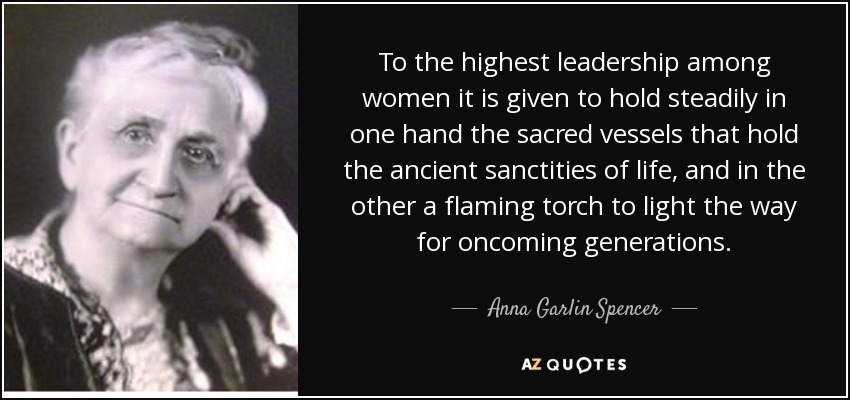 To the highest leadership among
women it is given to hold steadily in
one hand the sacred vessels that hold
the ancient sanctities of life, and in the
other a flaming torch to light the way
for oncoming generations.
Anna Garlin Spencer
AZ QUOTES